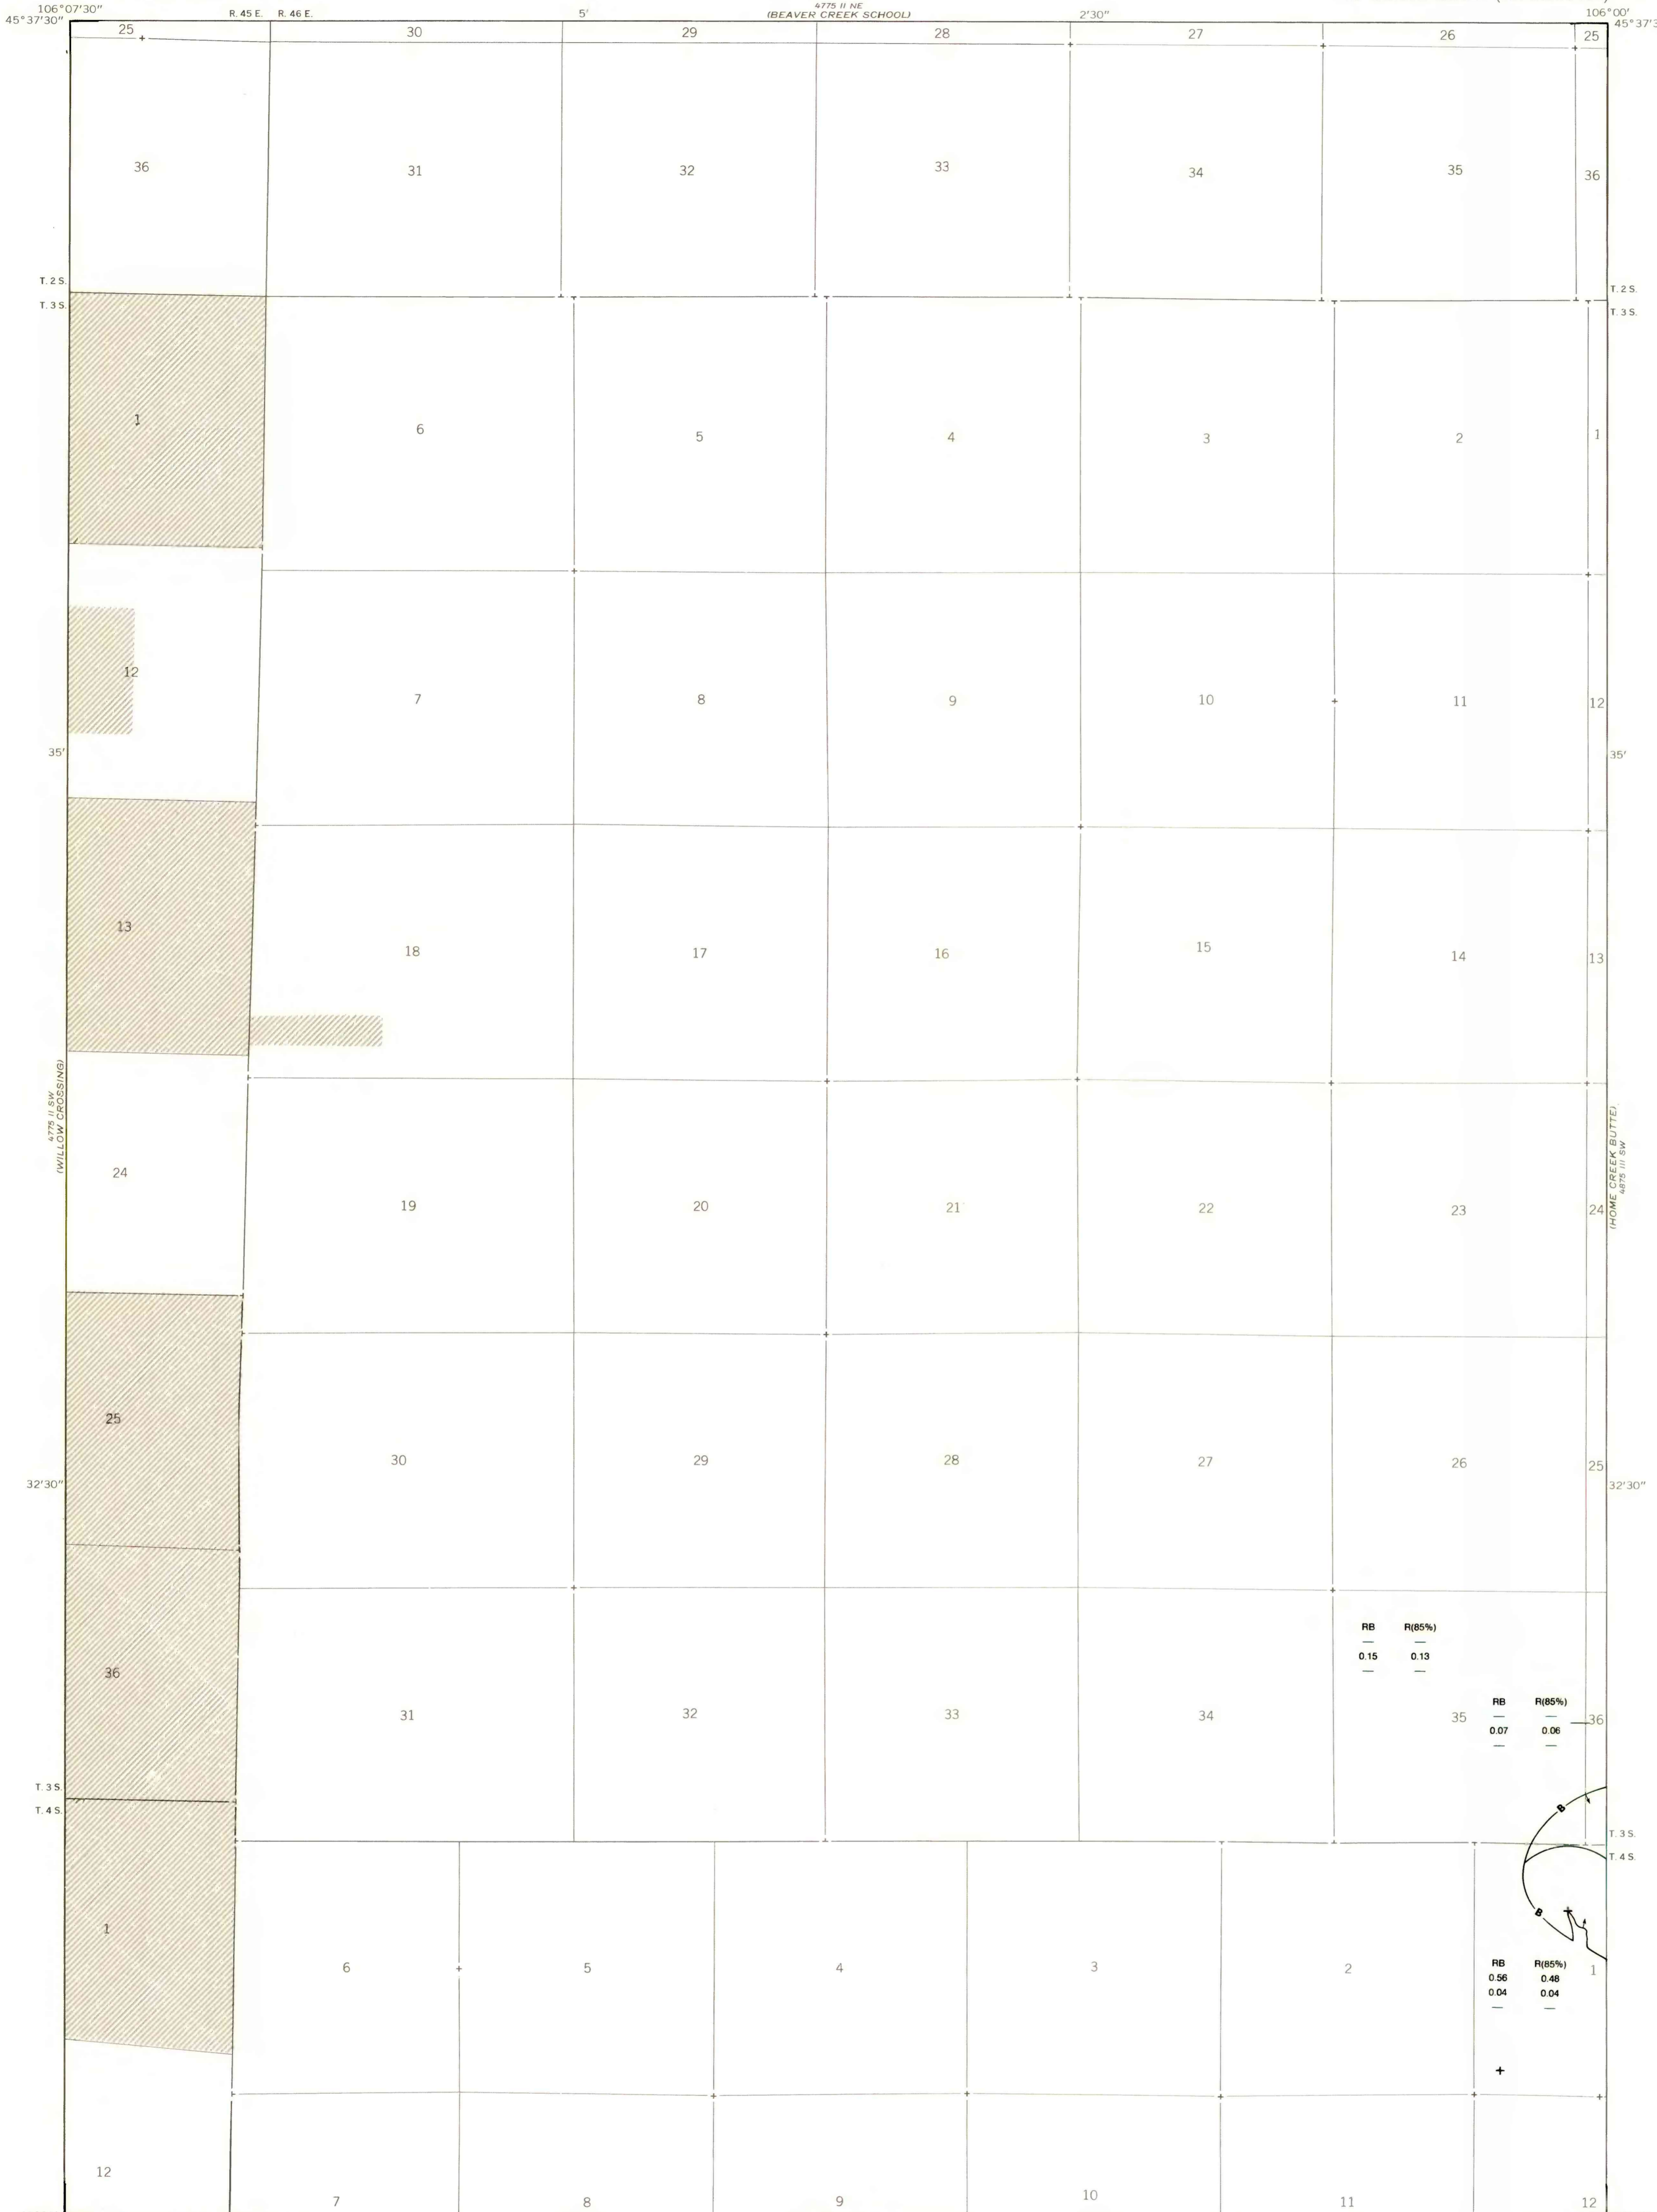 4775 II NE
106°07'30" R. 45 E. R. 46 E. 5' (BEAVER CREEK SCHOOL) 2'30" 106°00'
45°37'30" 45°37'3
25 30 29 28 27 26 25
36 31 32 33 34 35 36
T. 2 S. T. 2 S.
T. 3 S. T. 3 S.
1 6 5 4 3 2 1
12 7 8 9 10 11 12
35' 35'
13 18 17 16 15 14 13
4775 II SW
(WILLOW CROSSING)
(HOME CREEK BUTTE)
4875 III SW
24 19 20 21 22 23 24
25 30 29 28 27 26 25
32'30" 32'30"
RB R(85%)
— —
0.15 0.13
— —
36 31 32 33 34 35 36
RB R(85%)
— —
0.07 0.06
— —
T. 3 S. T. 3 S.
T. 4 S. T. 4 S.
B
B
1 6 5 4 3 2 1
RB R(85%)
0.56 0.48
0.04 0.04
— —
12 7 8 9 10 11 12